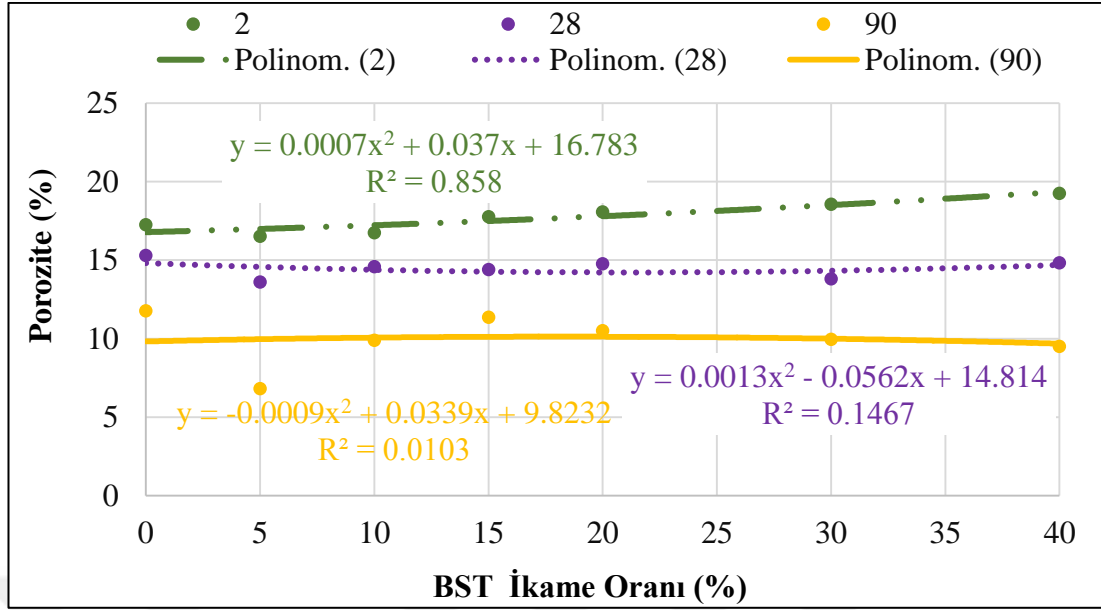 2 28 90
Polinom. (2) Polinom. (28) Polinom. (90)
25
y = 0.0007x² + 0.037x + 16.783
R² = 0.858
20
15
10
y = 0.0013x² - 0.0562x + 14.814
R² = 0.1467
y = -0.0009x² + 0.0339x + 9.8232
R² = 0.0103
5
0
Porozite (%)
0 5 10 15 20 25 30 35 40
BST İkame Oranı (%)